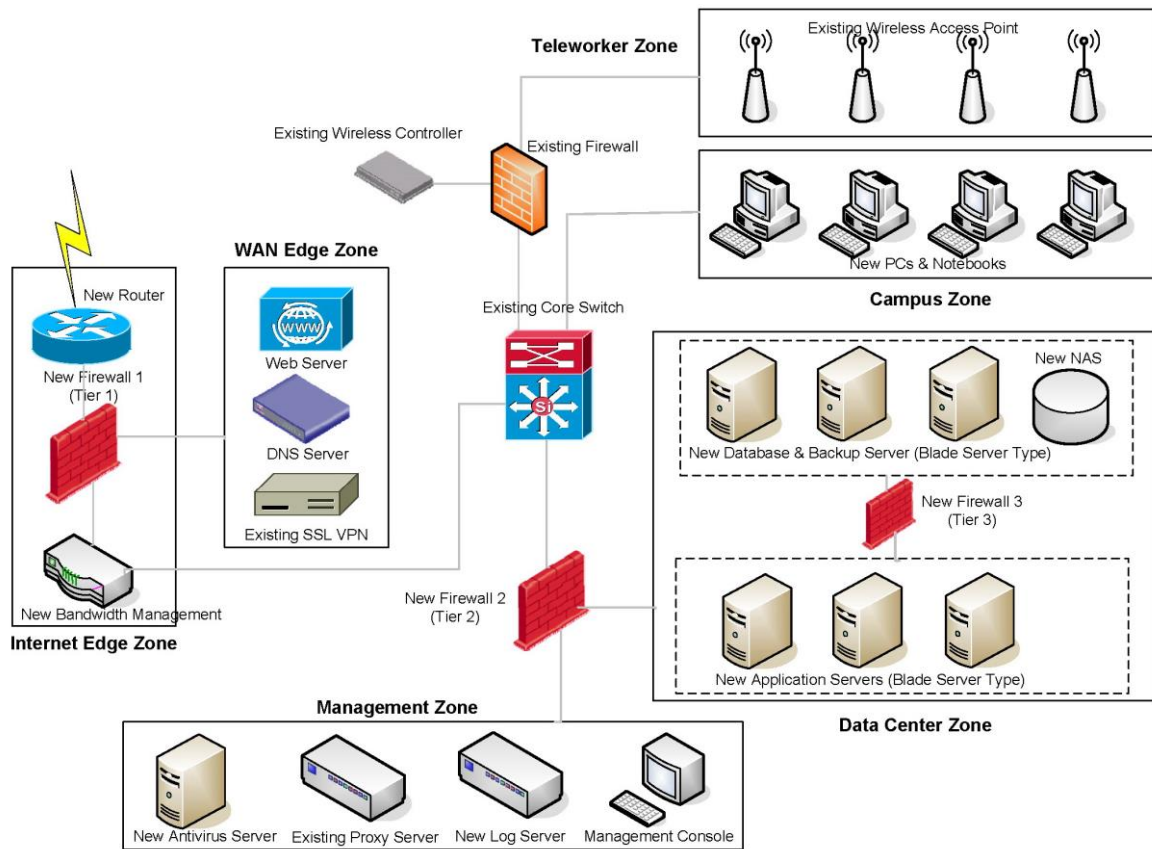 Existing Wireless Access Point
Teleworker Zone
Existing Wireless Controller
Existing Firewall
New PCs & Notebooks
Campus Zone
WAN Edge Zone
New Router
New Firewall 1
(Tier 1)
WWW
Web Server
DNS Server
Existing SSL VPN
New Bandwidth Management
Internet Edge Zone
Existing Core Switch
Si
New NAS
New Database & Backup Server (Blade Server Type)
New Firewall 3
(Tier 3)
New Firewall 2
(Tier 2)
New Application Servers (Blade Server Type)
Data Center Zone
Management Zone
New Antivirus Server
Existing Proxy Server
New Log Server
Management Console